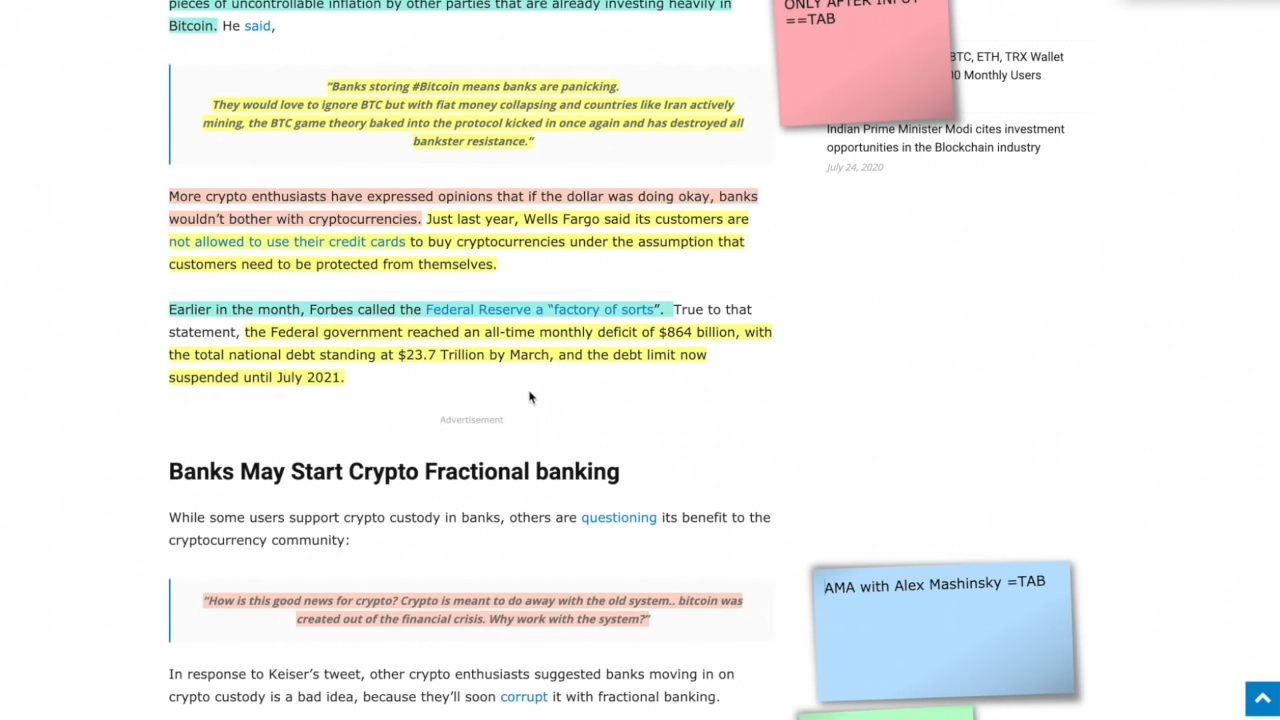 pieces of uncontrollable inflation by other parties that are already investing heavily in
Bitcoin. He said,
“Banks storing #Bitcoin means banks are panicking.
They would love to ignore BTC but with fiat money collapsing and countries like Iran actively
mining, the BTC game theory baked into the protocol kicked in once again and has destroyed all
bankster resistance.”
More crypto enthusiasts have expressed opinions that if the dollar was doing okay, banks
wouldn’t bother with cryptocurrencies. Just last year, Wells Fargo said its customers are
not allowed to use their credit cards to buy cryptocurrencies under the assumption that
customers need to be protected from themselves.
Earlier in the month, Forbes called the Federal Reserve a “factory of sorts”. True to that
statement, the Federal government reached an all-time monthly deficit of $864 billion, with
the total national debt standing at $23.7 Trillion by March, and the debt limit now
suspended until July 2021.
Advertisement
Banks May Start Crypto Fractional banking
While some users support crypto custody in banks, others are questioning its benefit to the
cryptocurrency community:
“How is this good news for crypto? Crypto is meant to do away with the old system.. bitcoin was
created out of the financial crisis. Why work with the system?”
In response to Keiser’s tweet, other crypto enthusiasts suggested banks moving in on
crypto custody is a bad idea, because they’ll soon corrupt it with fractional banking.
ONLY AFTER INPUT
==TAB
BTC, ETH, TRX Wallet
Monthly Users
Indian Prime Minister Modi cites investment
opportunities in the Blockchain industry
July 24, 2020
AMA with Alex Mashinsky =TAB